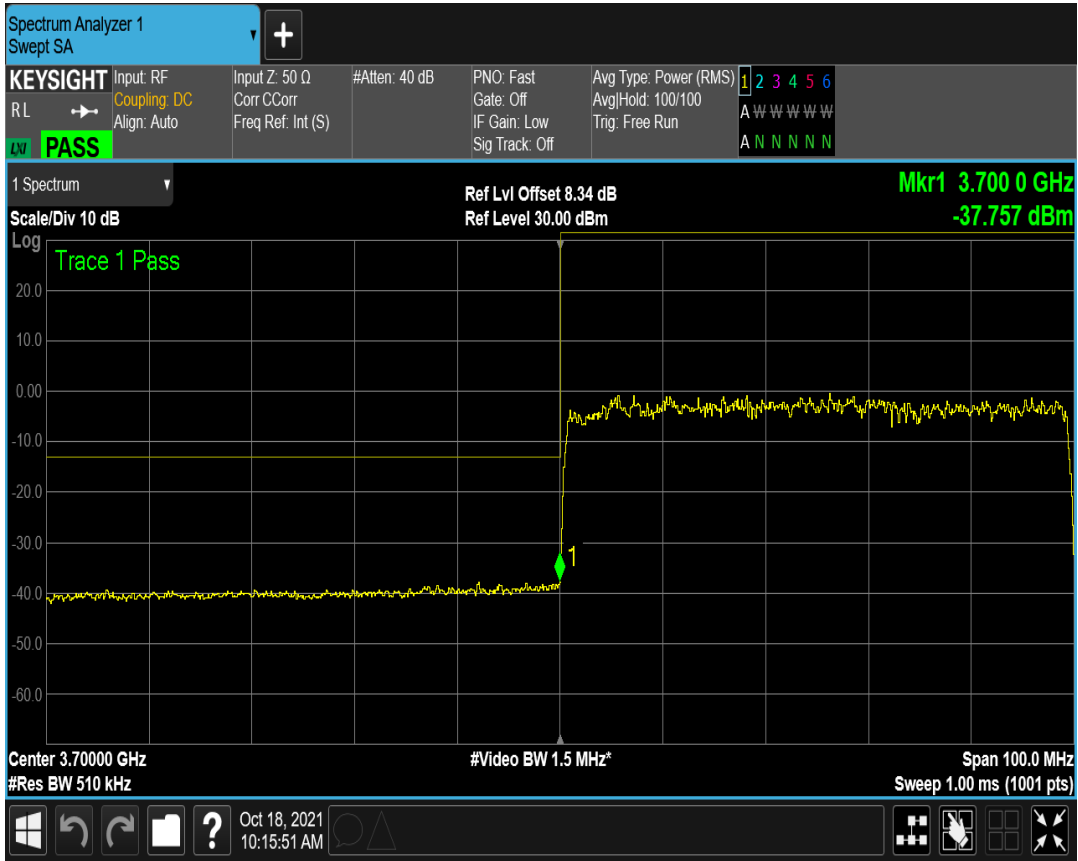 Spectrum Analyzer 1
Swept SA
+
KEYSIGHT
R L
LXI PASS
Input: RF
Coupling: DC
Align: Auto
Input Z: 50 Ω
Corr CCorr
Freq Ref: Int (S)
#Atten: 40 dB
PNO: Fast
Gate: Off
IF Gain: Low
Sig Track: Off
Avg Type: Power (RMS)
Avg|Hold: 100/100
Trig: Free Run
1 2 3 4 5 6
A W W W W W
A N N N N N
1 Spectrum
Scale/Div 10 dB
Ref Lvl Offset 8.34 dB
Ref Level 30.00 dBm
Mkr1 3.700 0 GHz
-37.757 dBm
Log
Trace 1 Pass
20.0
10.0
0.00
-10.0
-20.0
-30.0
1
-40.0
-50.0
-60.0
Center 3.70000 GHz
#Res BW 510 kHz
#Video BW 1.5 MHz*
Span 100.0 MHz
Sweep 1.00 ms (1001 pts)
?
Oct 18, 2021
10:15:51 AM